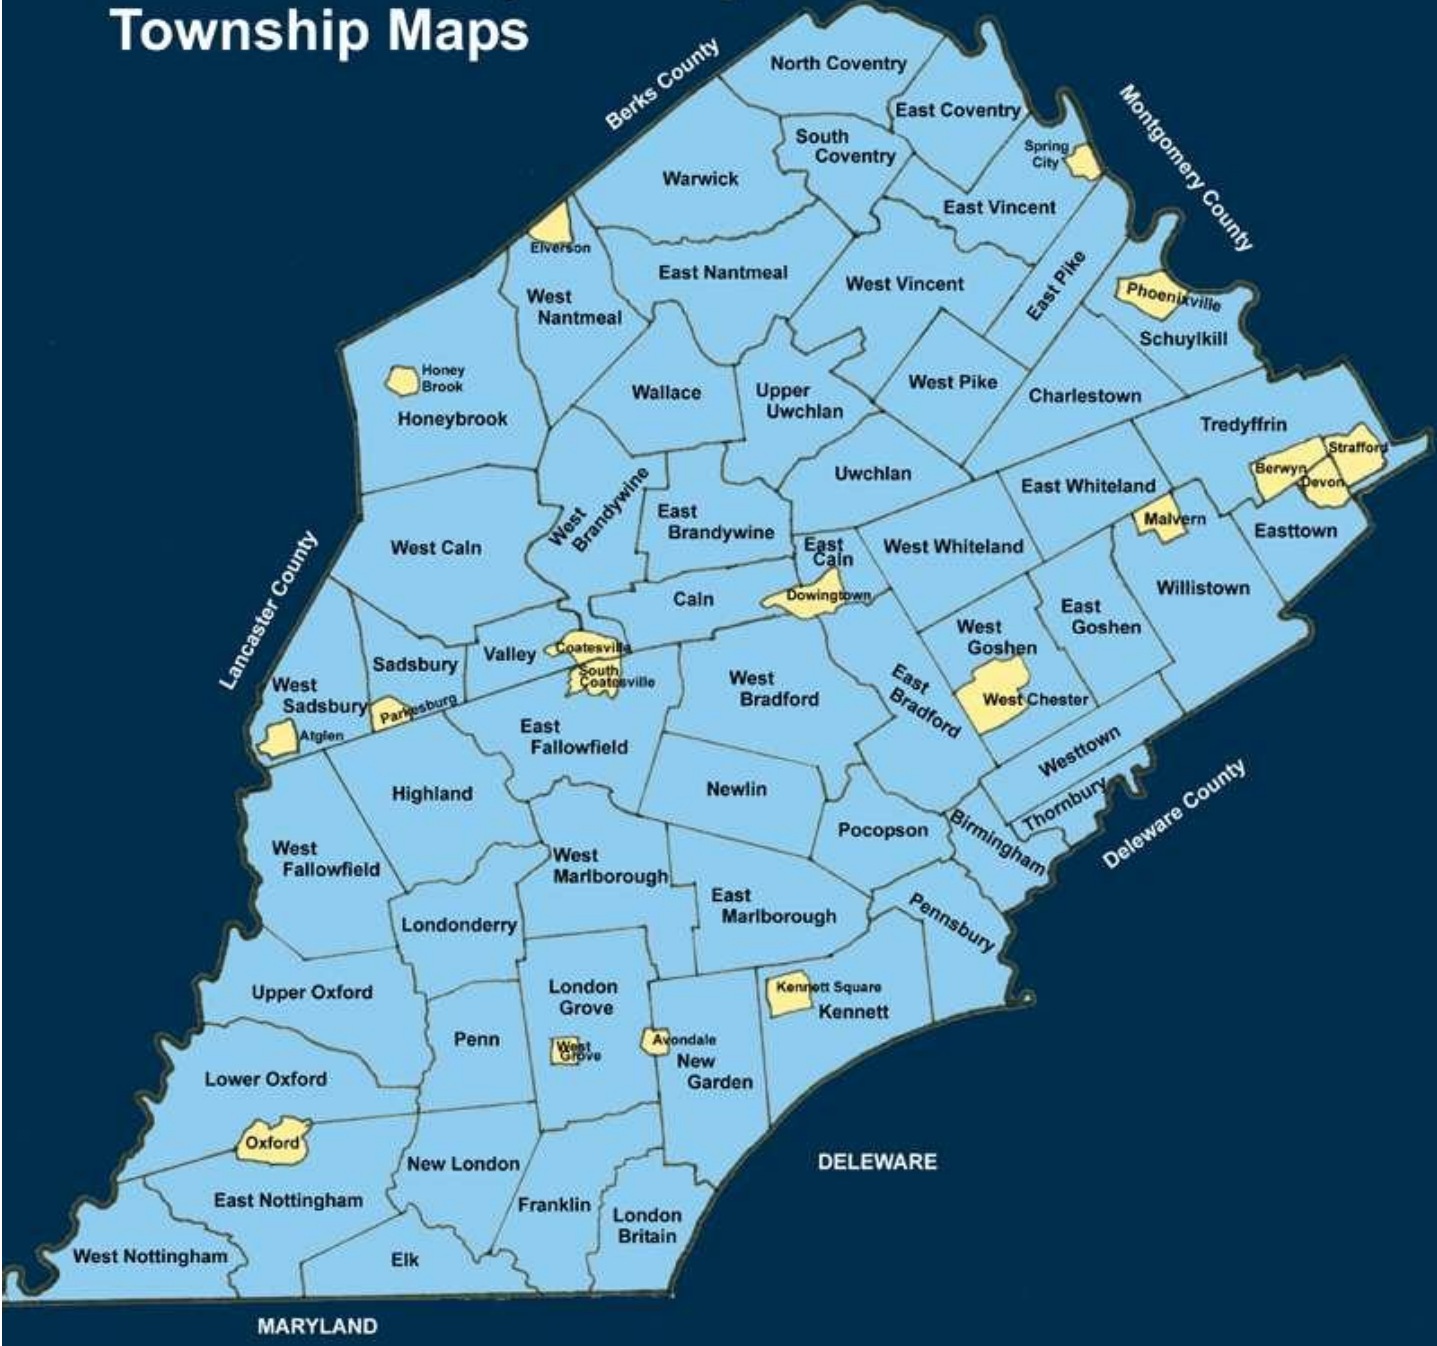 Township Maps
Berks County
Montgomery County
North Coventry
East Coventry
South
Coventry
Spring
City
Warwick
East Vincent
Elverson
East Nantmeal
West Vincent
East Pike
West
Nantmeal
Phoenixville
Schuylkill
Honey
Brook
Honeybrook
Wallace
Upper
Uwchlan
West Pike
Charlestown
Tredyffrin
Strafford
Berwyn
Devon
Uwchlan
East Whiteland
Malvern
Easttown
West
Brandywine
East
Brandywine
West Caln
East
Caln
West Whiteland
Willistown
Lancaster County
Caln
Dowingtown
East
Goshen
West
Goshen
Valley
Coatesville
South
Coatesville
Sadsbury
West
Sadsbury
Parkesburg
Atglen
West
Bradford
East
Bradford
West Chester
East
Fallowfield
Westtown
Thornbury
Deleware County
Highland
Newlin
Pocopson
Birmingham
West
Fallowfield
West
Marlborough
East
Marlborough
Pennsbury
Londonderry
Upper Oxford
London
Grove
Kennett Square
Kennett
Penn
West
Grove
Avondale
New
Garden
Lower Oxford
Oxford
New London
DELEWARE
East Nottingham
Franklin
London
Britain
West Nottingham
Elk
MARYLAND